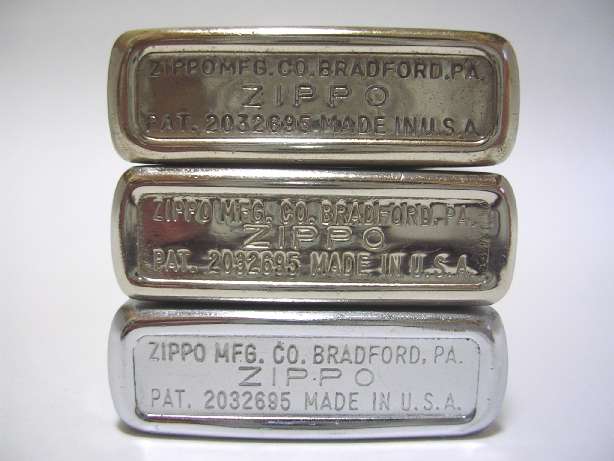 ZIPPO MFG. CO. BRADFORD. PA.
ZIPPO
PAT. 2032695 MADE IN U.S.A.
ZIPPO MFG. CO. BRADFORD, PA.
ZIPPO
PAT. 2032695 MADE IN U.S.A.
ZIPPO MFG. CO. BRADFORD, PA.
ZIPPO
PAT. 2032695 MADE IN U.S.A.